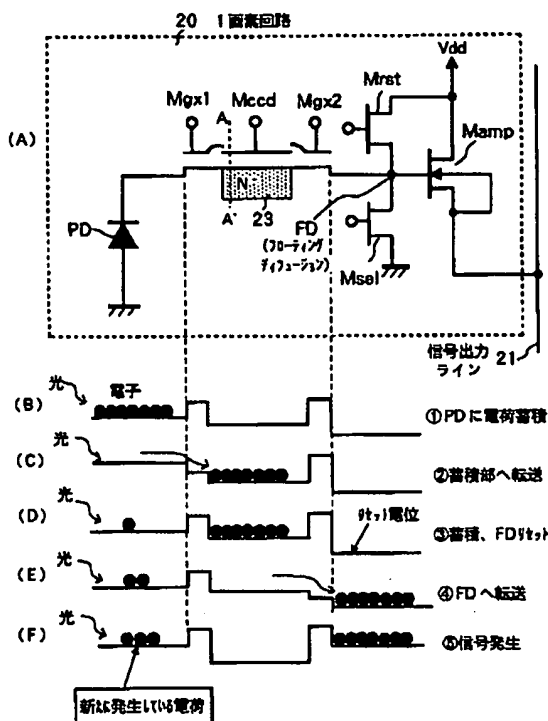 20 1画素回路
Vdd
Mrst
Mgx1 Mccd Mgx2
A
(A)
Mamp
N⁻
PD
A' 23
FD
(フローティング
ディフュージョン)
Msel
信号出力
ライン 21
(B) 光 電子 ①PDに電荷蓄積
(C) 光 ②蓄積部へ転送
(D) 光 リセット電位 ③蓄積、FDリセット
(E) 光 ④FDへ転送
(F) 光 ⑤信号発生
新たに発生している電荷